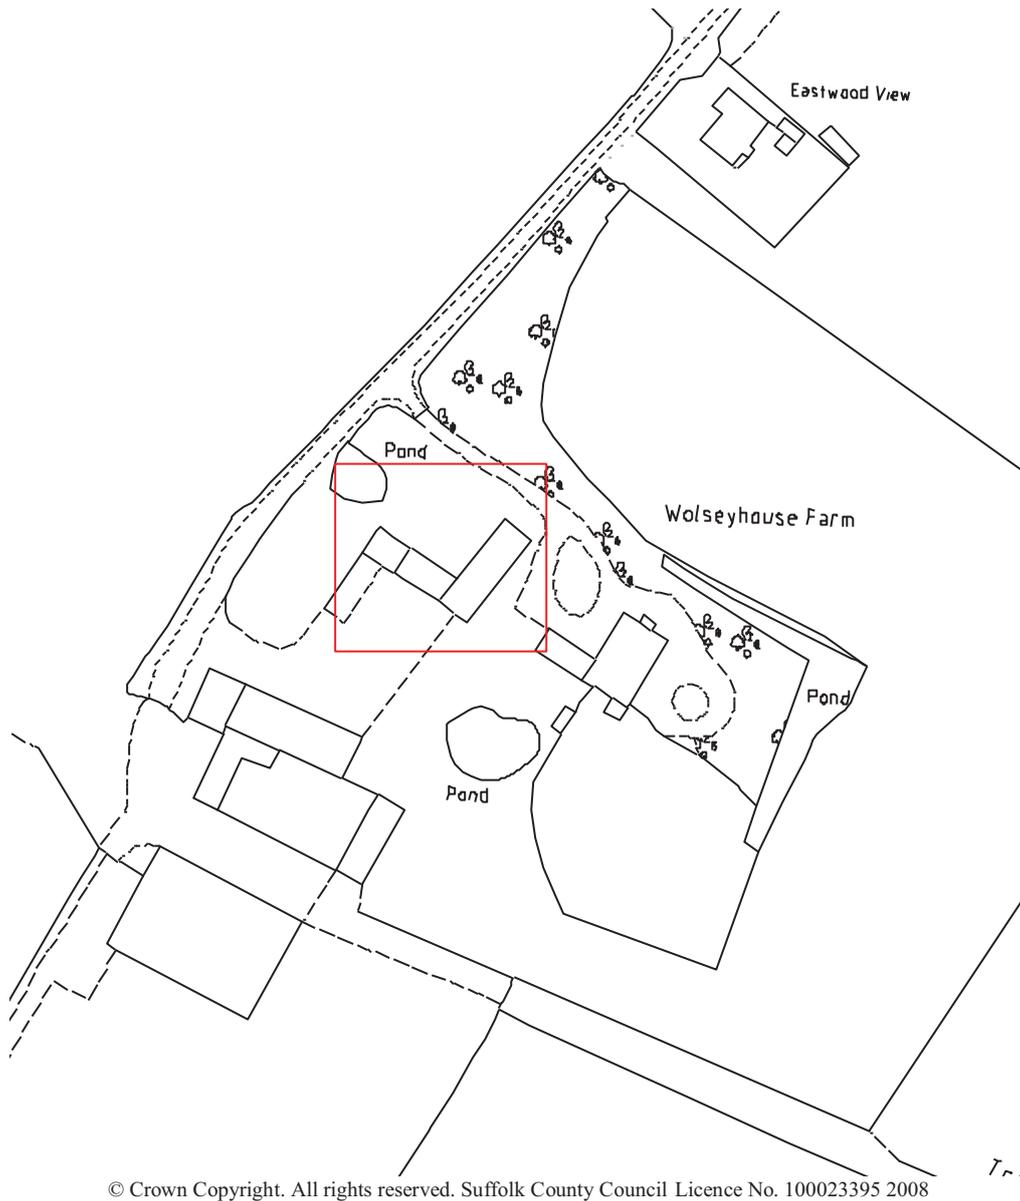 Eastwood View
Pond
Wolseyhouse Farm
Pond
Pond
© Crown Copyright. All rights reserved. Suffolk County Council Licence No. 100023395 2008